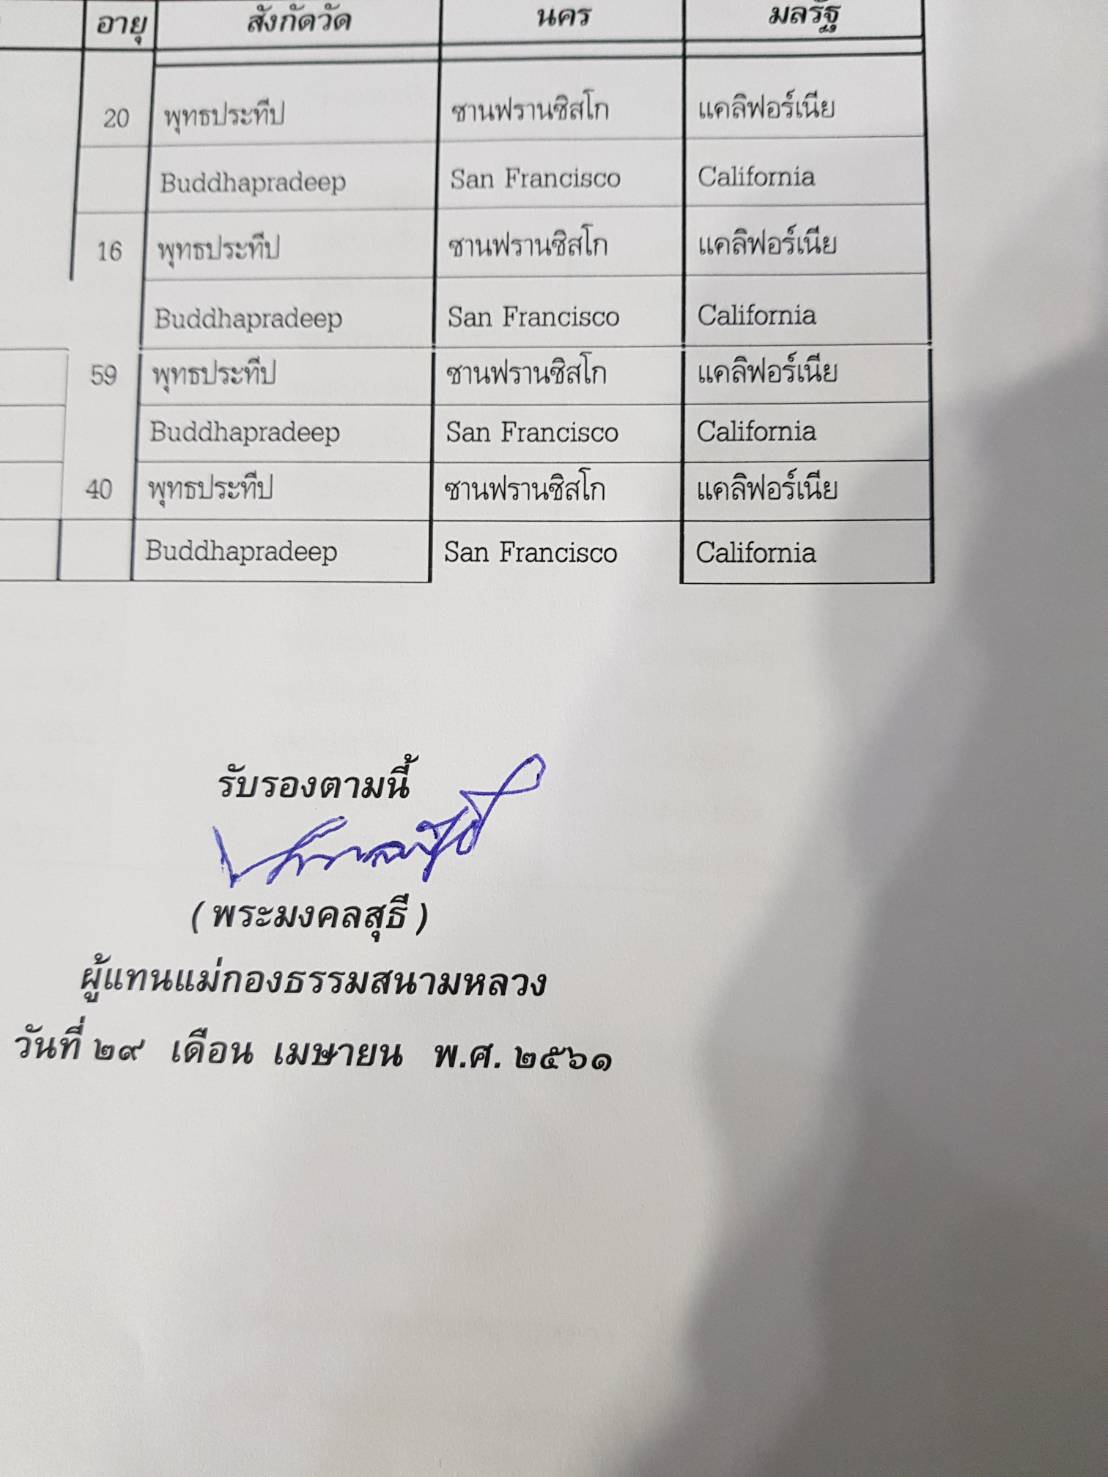 อายุ สังกัดวัด นคร มลรัฐ
20 พุทธประทีป ซานฟรานซิสโก แคลิฟอร์เนีย
Buddhapradeep San Francisco California
16 พุทธประทีป ซานฟรานซิสโก แคลิฟอร์เนีย
Buddhapradeep San Francisco California
59 พุทธประทีป ซานฟรานซิสโก แคลิฟอร์เนีย
Buddhapradeep San Francisco California
40 พุทธประทีป ซานฟรานซิสโก แคลิฟอร์เนีย
Buddhapradeep San Francisco California
รับรองตามนี้
( พระมงคลสุธี )
ผู้แทนแม่กองธรรมสนามหลวง
วันที่ ๒๙ เดือน เมษายน พ.ศ. ๒๕๖๑